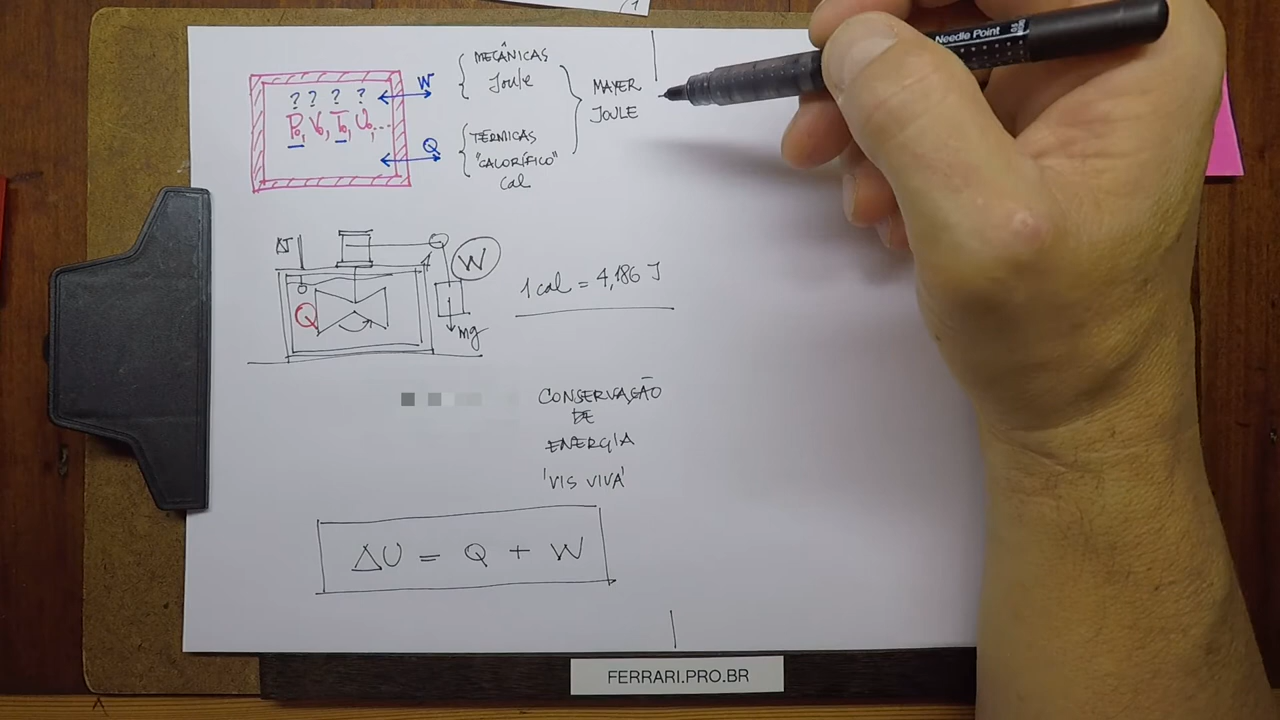 ? ? ? ?
P₀, V₀, T₀, U₀, ...
W
Q
MECÂNICAS
Joule
TÉRMICAS
"CALORÍFICO"
cal
MAYER
JOULE
Needle Point
ΔT
W
Q
mg
1 cal = 4,186 J
CONSERVAÇÃO
DE
ENERGIA
'VIS VIVA'
ΔU = Q + W
FERRARI.PRO.BR